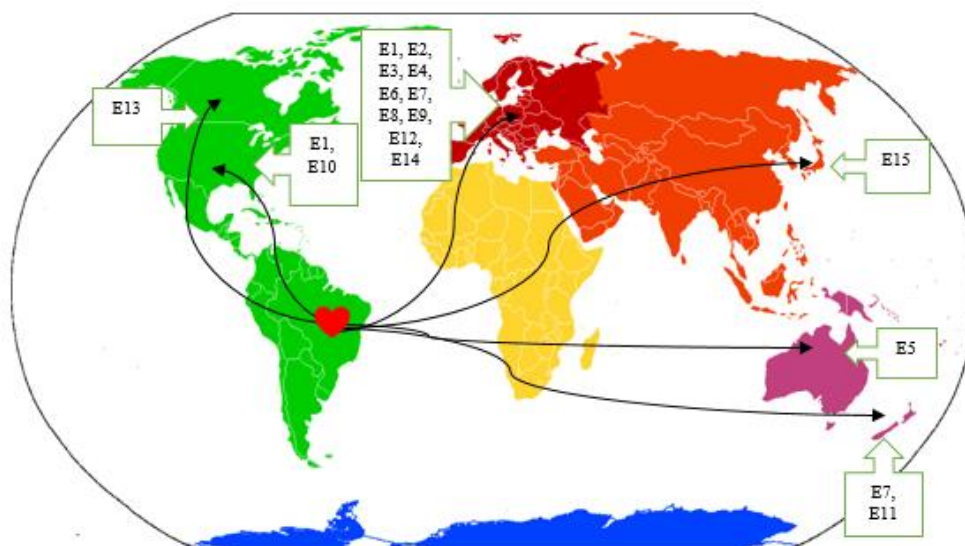 E1, E2,
E3, E4,
E6, E7,
E8, E9,
E12,
E14
E13
E1,
E10
E15
E5
E7,
E11